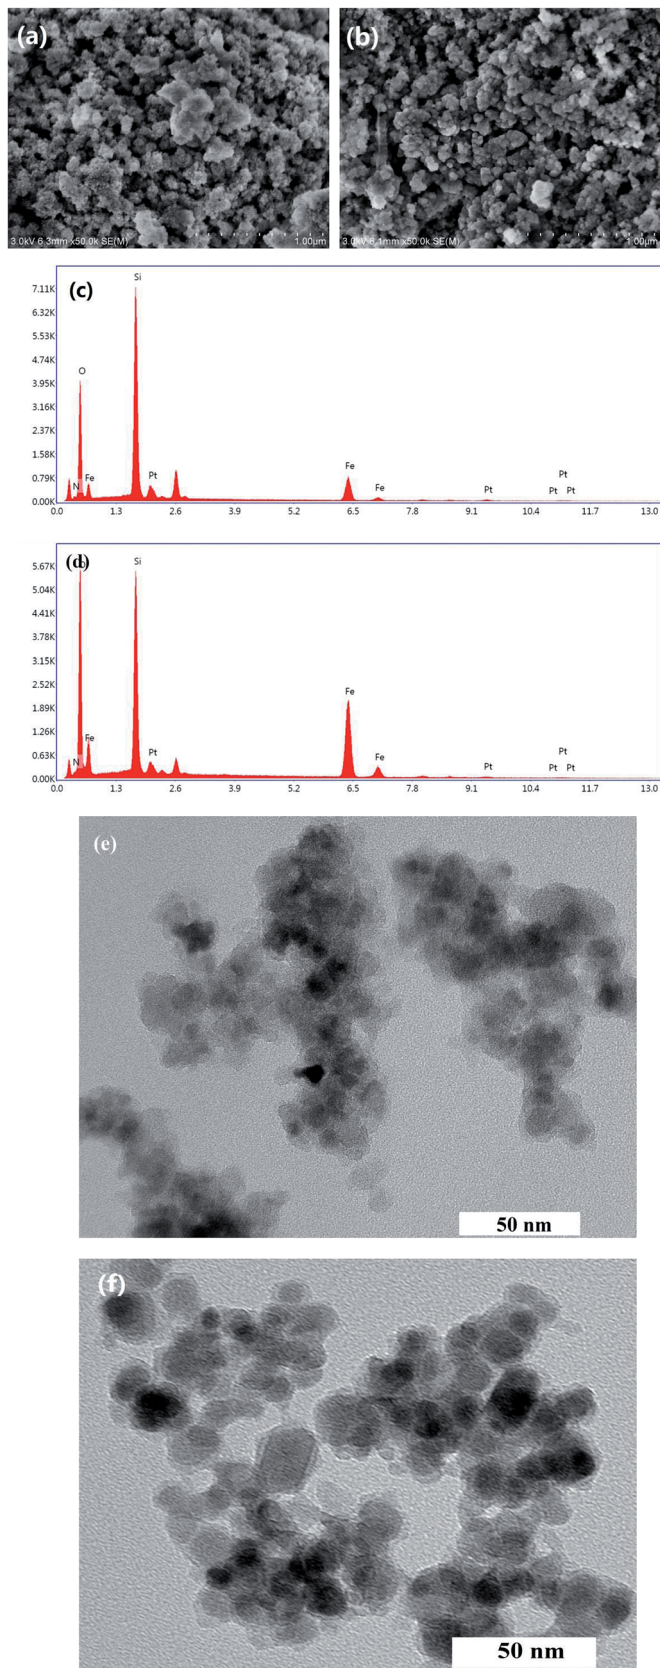 (a)
3.0kV 6.3mm x50.0k SE(M) 1.00μm
(b)
3.0kV 6.1mm x50.0k SE(M) 1.00μm
(c)
7.11K
6.32K
5.53K
4.74K
3.95K
3.16K
2.37K
1.58K
0.79K
0.00K
Si
O
N
Fe
Pt
Fe
Fe
Pt
Pt
Pt
Pt
0.0 1.3 2.6 3.9 5.2 6.5 7.8 9.1 10.4 11.7 13.0
(d)
5.67K
5.04K
4.41K
3.78K
3.15K
2.52K
1.89K
1.26K
0.63K
0.00K
Si
N
Fe
Pt
Fe
Fe
Pt
Pt
Pt
Pt
0.0 1.3 2.6 3.9 5.2 6.5 7.8 9.1 10.4 11.7 13.0
(e)
50 nm
(f)
50 nm